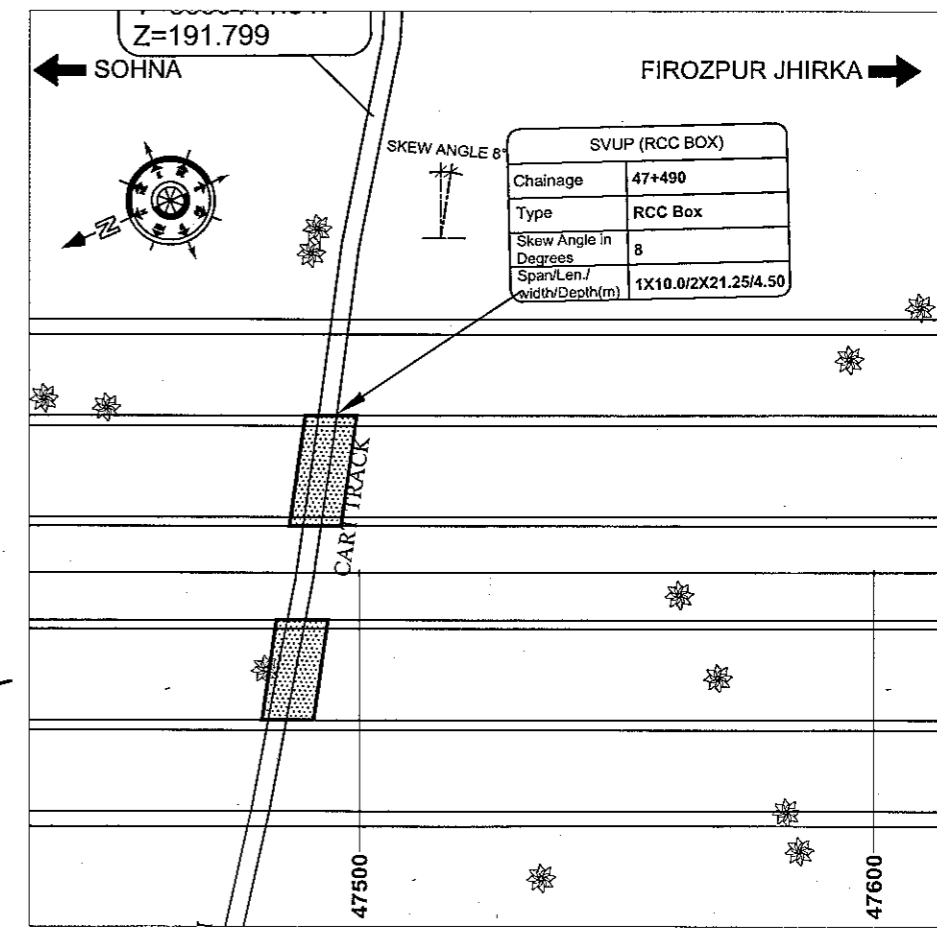 Z=191.799
SOHNA
FIROZPUR JHIRKA
SKEW ANGLE 8°
SVUP (RCC BOX)
Chainage 47+490
Type RCC Box
Skew Angle in
Degrees 8
Span/Len./
width/Depth(m) 1X10.0/2X21.25/4.50
N
CART TRACK
47500
47600